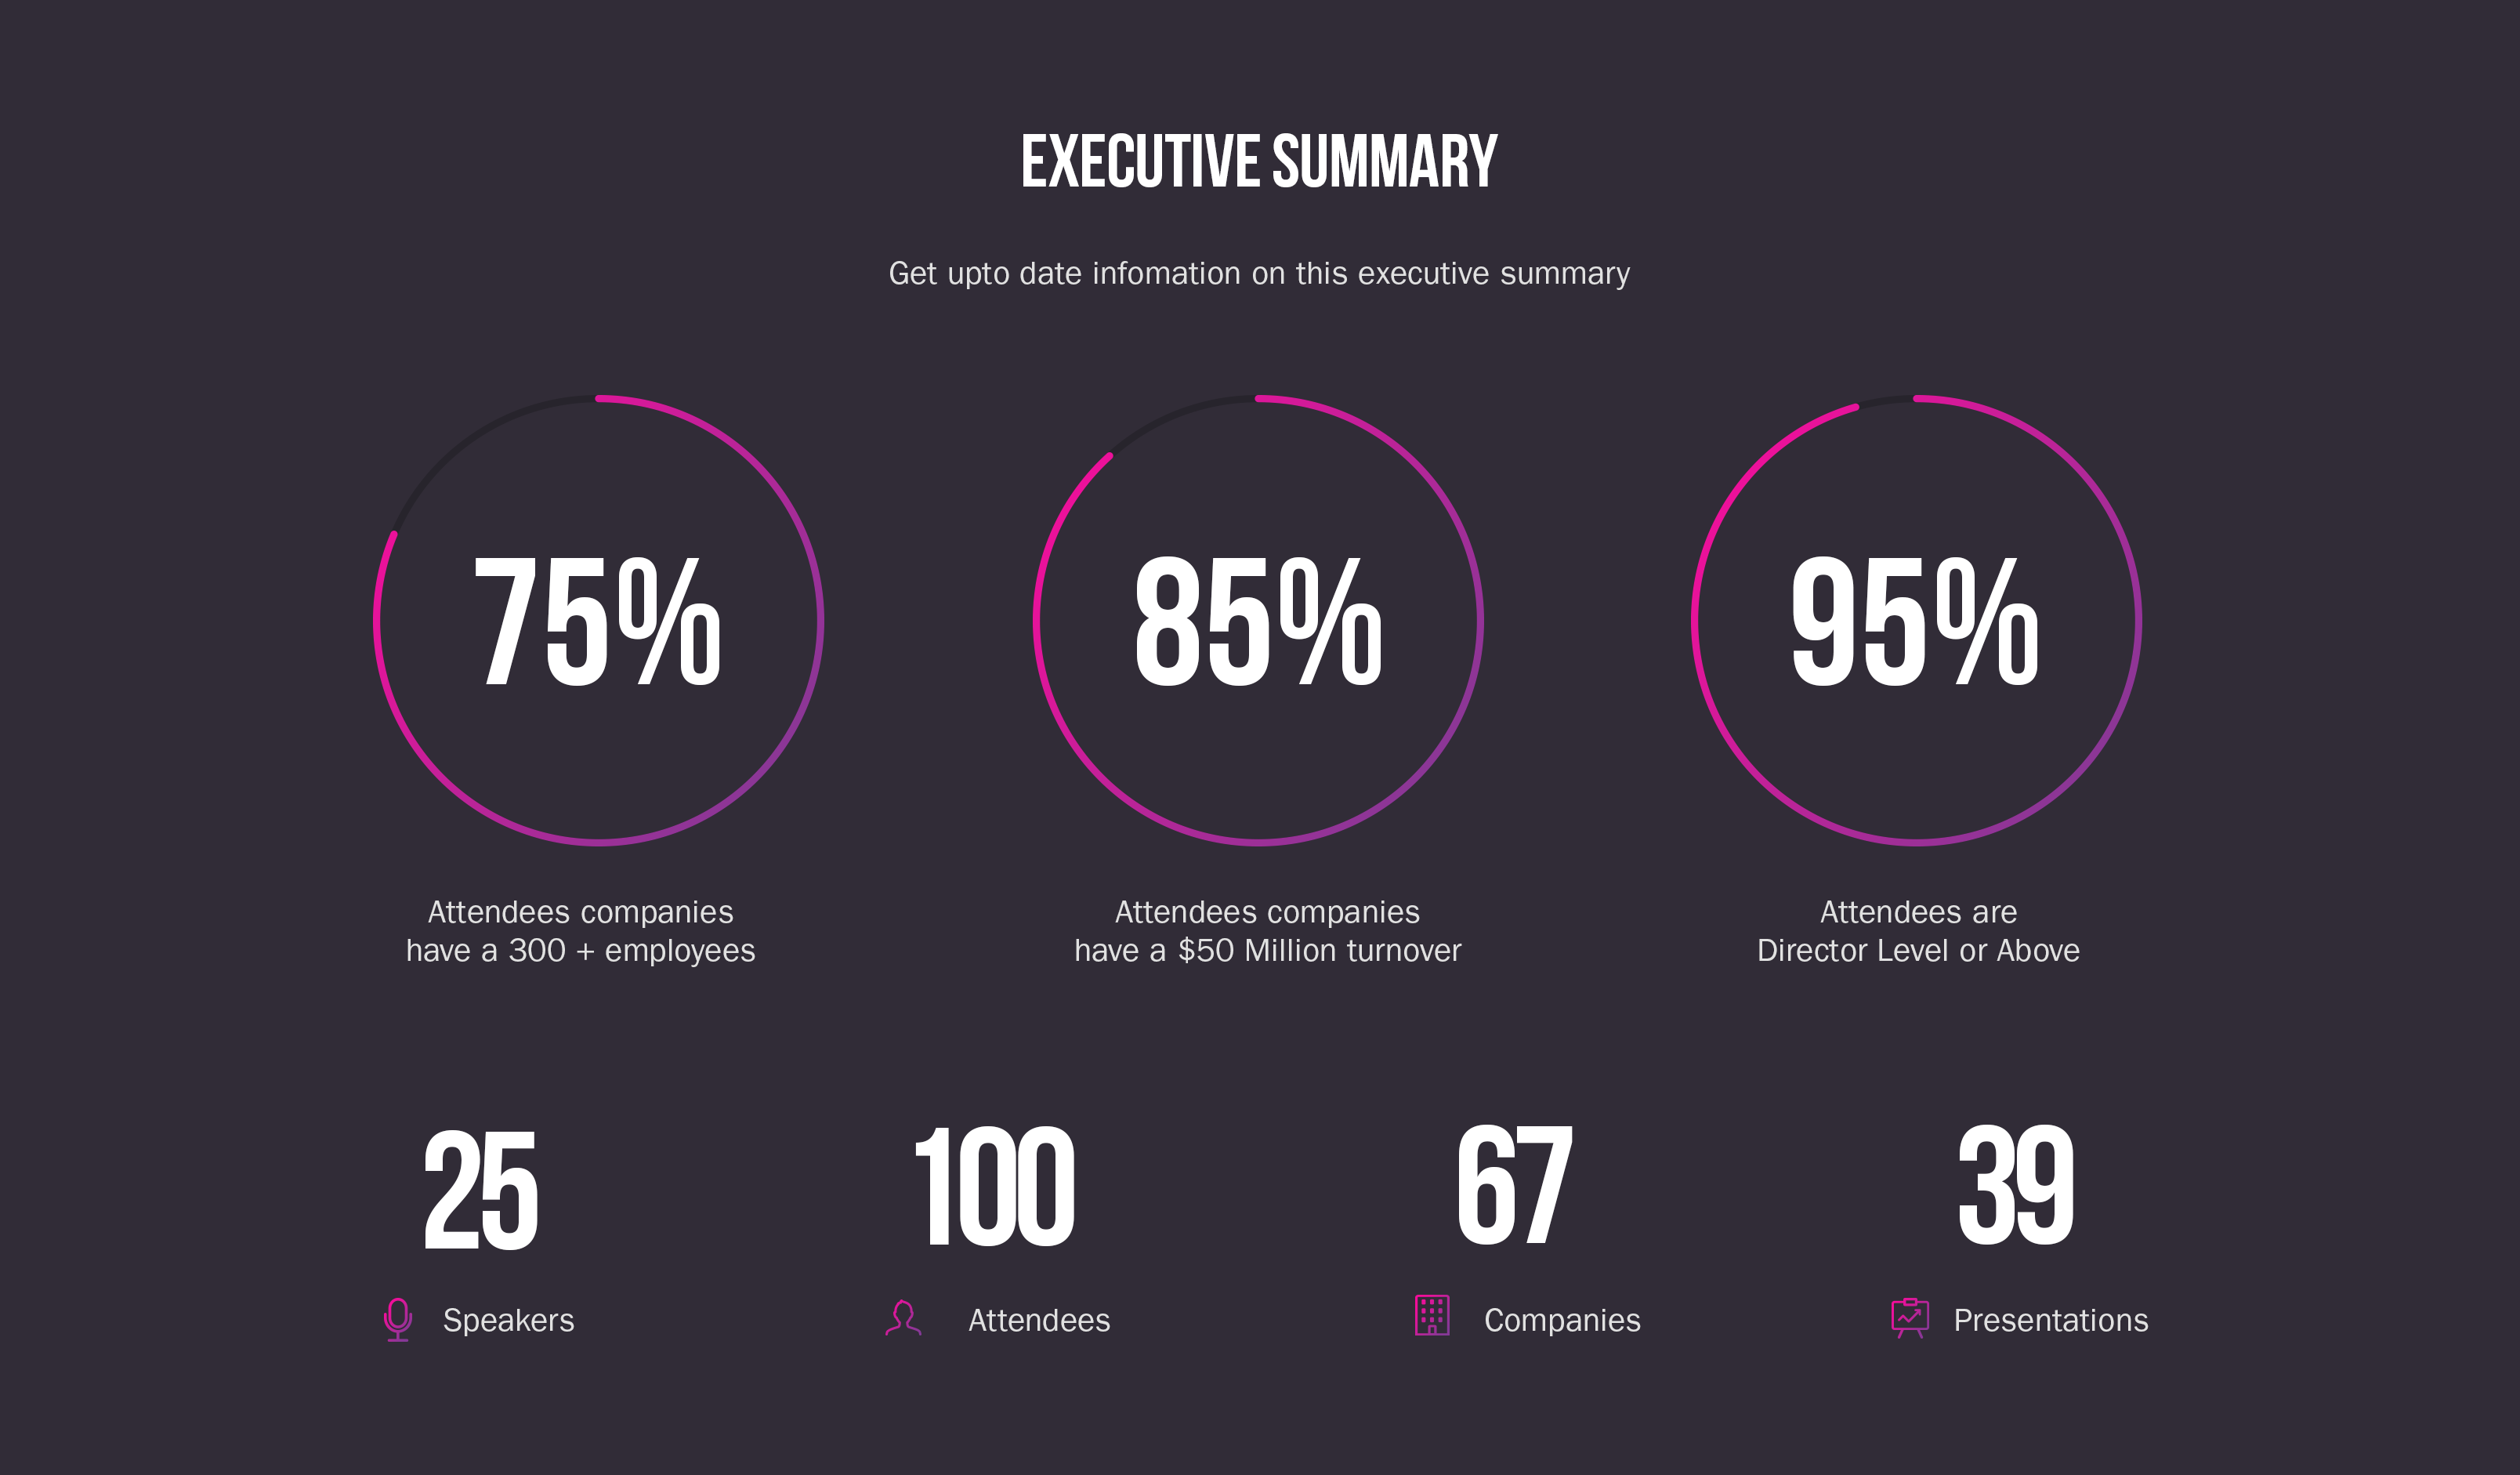 EXECUTIVE SUMMARY
Get upto date infomation on this executive summary
75%
85%
95%
Attendees companies
have a 300 + employees
Attendees companies
have a $50 Million turnover
Attendees are
Director Level or Above
25
100
67
39
Speakers
Attendees
Companies
Presentations